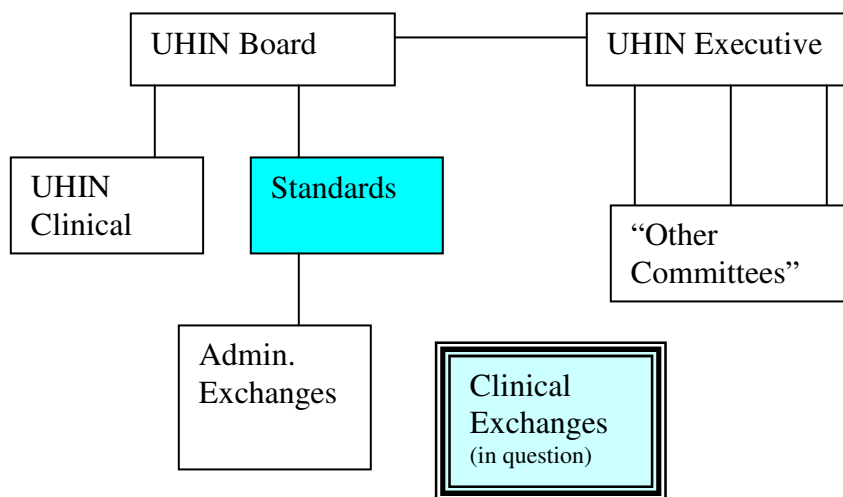 UHIN Board
UHIN Executive
UHIN
Clinical
Standards
“Other
Committees”
Admin.
Exchanges
Clinical
Exchanges
(in question)